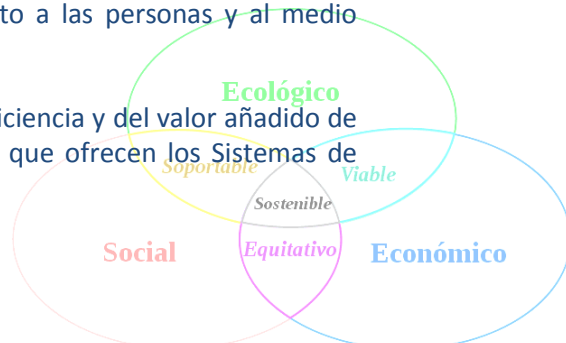 to a las personas y al medio
Ecológico
iciencia y del valor añadido de
que ofrecen los Sistemas de
Soportable
Viable
Sostenible
Social
Equitativo
Económico